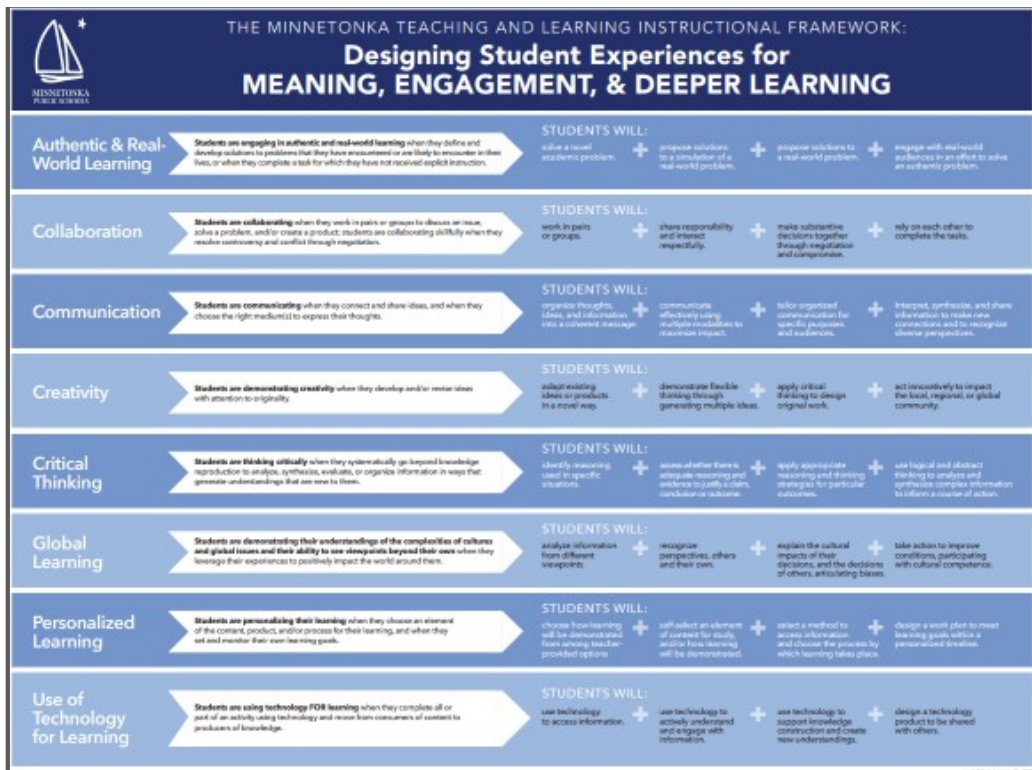 THE MINNETONKA TEACHING AND LEARNING INSTRUCTIONAL FRAMEWORK:
Designing Student Experiences for
MEANING, ENGAGEMENT, & DEEPER LEARNING
MINNETONKA
PUBLIC SCHOOLS
Authentic & Real-
World Learning
Students are engaging in authentic and real-world learning when they define and
develop solutions to problems that they have encountered or are likely to encounter in their
lives, or when they complete a task for which they have not received explicit instruction.
STUDENTS WILL:
solve a novel
academic problem.
+
propose solutions
to a simulation of a
real-world problem.
+
propose solutions to
a real-world problem.
+
engage with real-world
audiences in an effort to solve
an authentic problem.
Collaboration
Students are collaborating when they work in pairs or groups to discuss an issue,
solve a problem, and/or create a product; students are collaborating skillfully when they
resolve controversy and conflict through negotiation.
STUDENTS WILL:
work in pairs
or groups.
+
share responsibility
and interact
respectfully.
+
make substantive
decisions together
through negotiation
and compromise.
+
rely on each other to
complete the tasks.
Communication
Students are communicating when they connect and share ideas, and when they
choose the right medium(s) to express their thoughts.
STUDENTS WILL:
organize thoughts,
ideas, and information
into a coherent message.
+
communicate
effectively using
multiple modalities to
maximize impact.
+
tailor organized
communication for
specific purposes
and audiences.
+
Interpret, synthesize, and share
information to make new
connections and to recognize
diverse perspectives.
Creativity
Students are demonstrating creativity when they develop and/or revise ideas
with attention to originality.
STUDENTS WILL:
adapt existing
ideas or products
in a novel way.
+
demonstrate flexible
thinking through
generating multiple ideas.
+
apply critical
thinking to design
original work.
+
act innovatively to impact
the local, regional, or global
community.
Critical
Thinking
Students are thinking critically when they systematically go beyond knowledge
reproduction to analyze, synthesize, evaluate, or organize information in ways that
generate understandings that are new to them.
STUDENTS WILL:
identify reasoning
used in specific
situations.
+
assess whether there is
adequate reasoning and
evidence to justify a claim,
conclusion or outcome.
+
apply appropriate
reasoning and thinking
strategies for particular
outcomes.
+
use logical and abstract
thinking to analyze and
synthesize complex information
to inform a course of action.
Global
Learning
Students are demonstrating their understandings of the complexities of cultures
and global issues and their ability to see viewpoints beyond their own when they
leverage their experiences to positively impact the world around them.
STUDENTS WILL:
analyze information
from different
viewpoints.
+
recognize
perspectives, others
and their own.
+
explain the cultural
impacts of their
decisions, and the decisions
of others, articulating biases.
+
take action to improve
conditions, participating
with cultural competence.
Personalized
Learning
Students are personalizing their learning when they choose an element
of the content, product, and/or process for their learning, and when they
set and monitor their own learning goals.
STUDENTS WILL:
choose how learning
will be demonstrated
from among teacher-
provided options
+
self-select an element
of content for study,
and/or how learning
will be demonstrated.
+
select a method to
access information
and choose the process by
which learning takes place.
+
design a work plan to meet
learning goals within a
personalized timeline.
Use of
Technology
for Learning
Students are using technology FOR learning when they complete all or
part of an activity using technology and move from consumers of content to
producers of knowledge.
STUDENTS WILL:
use technology
to access information.
+
use technology to
actively understand
and engage with
information.
+
use technology to
support knowledge
construction and create
new understandings.
+
design a technology
product to be shared
with others.